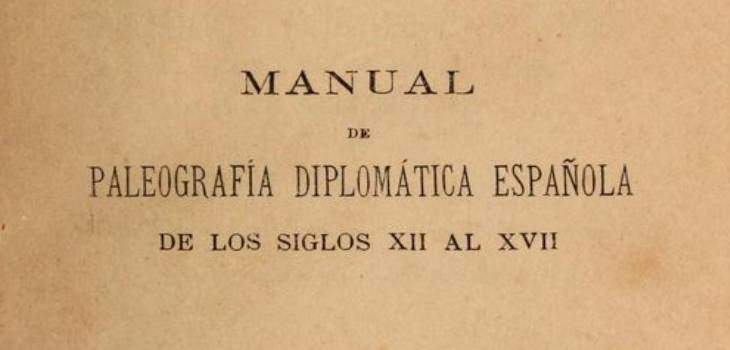 MANUAL
DE
PALEOGRAFÍA DIPLOMÁTICA ESPAÑOLA
DE LOS SIGLOS XII AL XVII